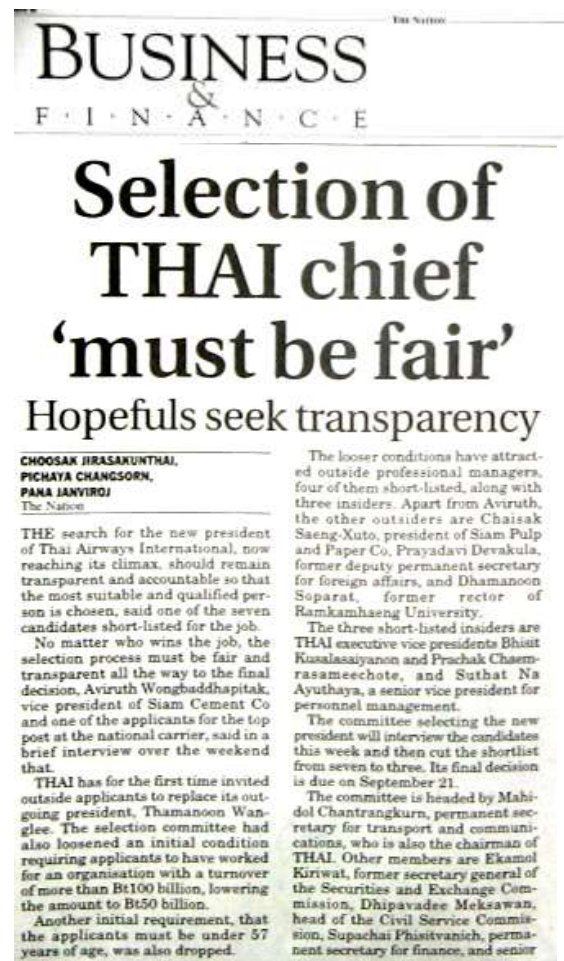 THE NATION
BUSINESS
&
F·I·N·A·N·C·E
Selection of
THAI chief
‘must be fair’
Hopefuls seek transparency
CHOOSAK JIRASAKUNTHAI,
PICHAYA CHANGSORN,
PANA JANVIROJ
The Nation
THE search for the new president
of Thai Airways International, now
reaching its climax, should remain
transparent and accountable so that
the most suitable and qualified per-
son is chosen, said one of the seven
candidates short-listed for the job.
No matter who wins the job, the
selection process must be fair and
transparent all the way to the final
decision, Aviruth Wongbaddhapitak,
vice president of Siam Cement Co
and one of the applicants for the top
post at the national carrier, said in a
brief interview over the weekend
that.
THAI has for the first time invited
outside applicants to replace its out-
going president, Thamanoon Wan-
glee. The selection committee had
also loosened an initial condition
requiring applicants to have worked
for an organisation with a turnover
of more than Bt100 billion, lowering
the amount to Bt50 billion.
Another initial requirement, that
the applicants must be under 57
years of age, was also dropped.
The looser conditions have attract-
ed outside professional managers,
four of them short-listed, along with
three insiders. Apart from Aviruth,
the other outsiders are Chaisak
Saeng-Xuto, president of Siam Pulp
and Paper Co, Prayadavi Devakula,
former deputy permanent secretary
for foreign affairs, and Dhamanoon
Soparat, former rector of
Ramkamhaeng University.
The three short-listed insiders are
THAI executive vice presidents Bhisit
Kusalasaiyanon and Prachak Chaem-
rasameechote, and Suthat Na
Ayuthaya, a senior vice president for
personnel management.
The committee selecting the new
president will interview the candidates
this week and then cut the shortlist
from seven to three. Its final decision
is due on September 21.
The committee is headed by Mahi-
dol Chantrangkurn, permanent sec-
retary for transport and communi-
cations, who is also the chairman of
THAI. Other members are Ekamol
Kiriwat, former secretary general of
the Securities and Exchange Com-
mission, Dhipavadee Meksawan,
head of the Civil Service Commis-
sion, Supachai Phisitvanich, perma-
nent secretary for finance, and senior